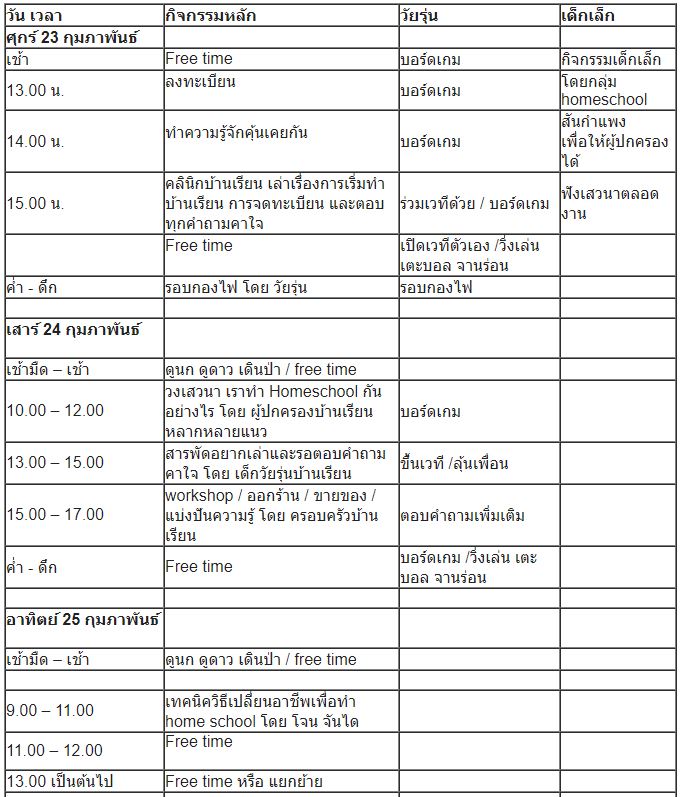 วัน เวลา กิจกรรมหลัก วัยรุ่น เด็กเล็ก
ศุกร์ 23 กุมภาพันธ์
เช้า Free time บอร์ดเกม กิจกรรมเด็กเล็ก
13.00 น. ลงทะเบียน บอร์ดเกม โดยกลุ่ม
homeschool
14.00 น. ทำความรู้จักคุ้นเคยกัน บอร์ดเกม สันกำแพง
เพื่อให้ผู้ปกครอง
ได้
15.00 น. คลินิกบ้านเรียน เล่าเรื่องการเริ่มทำ
บ้านเรียน การจดทะเบียน และตอบ
ทุกคำถามคาใจ
ร่วมเวทีด้วย / บอร์ดเกม
ฟังเสวนาตลอด
งาน
Free time เปิดเวทีตัวเอง /วิ่งเล่น
เตะบอล จานร่อน
ค่ำ - ดึก รอบกองไฟ โดย วัยรุ่น รอบกองไฟ
เสาร์ 24 กุมภาพันธ์
เช้ามืด – เช้า ดูนก ดูดาว เดินป่า / free time
10.00 – 12.00 วงเสวนา เราทำ Homeschool กัน
อย่างไร โดย ผู้ปกครองบ้านเรียน
หลากหลายแนว
บอร์ดเกม
13.00 – 15.00 สารพัดอยากเล่าและรอตอบคำถาม
คาใจ โดย เด็กวัยรุ่นบ้านเรียน
ขึ้นเวที /ลุ้นเพื่อน
15.00 – 17.00 workshop / ออกร้าน / ขายของ /
แบ่งปันความรู้ โดย ครอบครัวบ้าน
เรียน
ตอบคำถามเพิ่มเติม
ค่ำ - ดึก Free time บอร์ดเกม /วิ่งเล่น เตะ
บอล จานร่อน
อาทิตย์ 25 กุมภาพันธ์
เช้ามืด – เช้า ดูนก ดูดาว เดินป่า / free time
9.00 – 11.00 เทคนิควิธีเปลี่ยนอาชีพเพื่อทำ
home school โดย โจน จันได
11.00 – 12.00 Free time
13.00 เป็นต้นไป Free time หรือ แยกย้าย